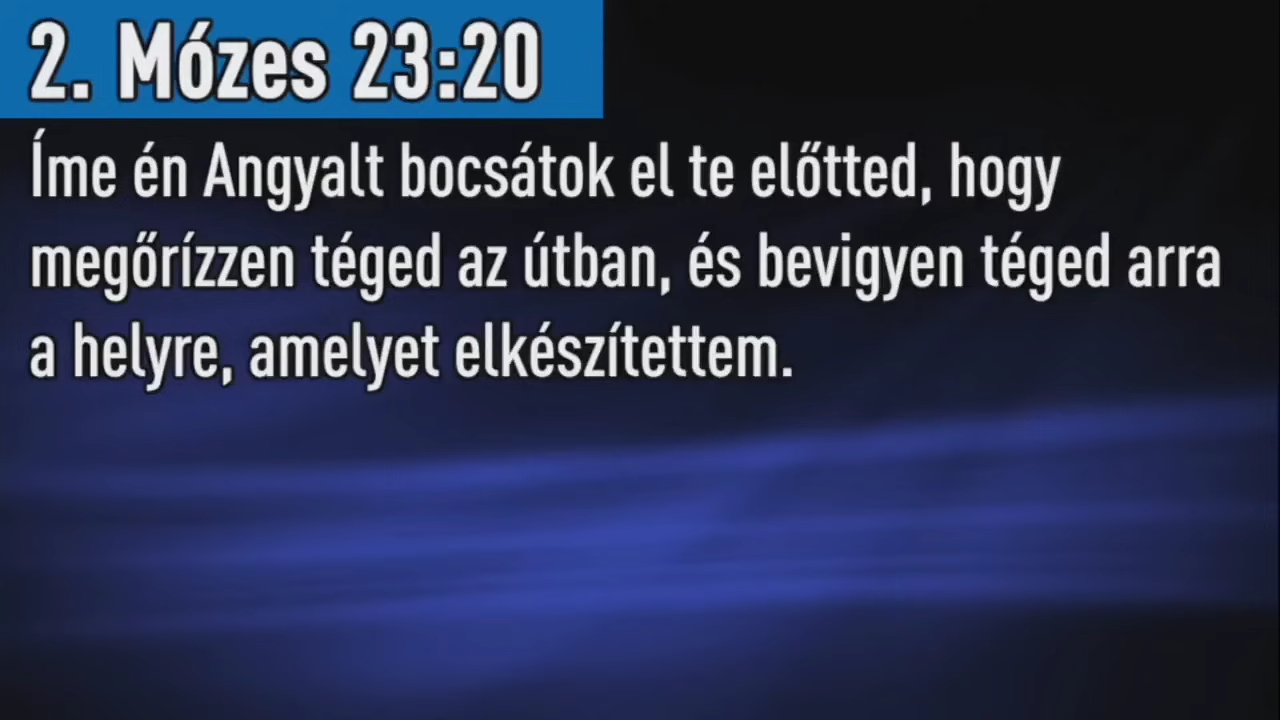 2. Mózes 23:20
Íme én Angyalt bocsátok el te előtted, hogy
megőrízzen téged az útban, és bevigyen téged arra
a helyre, amelyet elkészítettem.